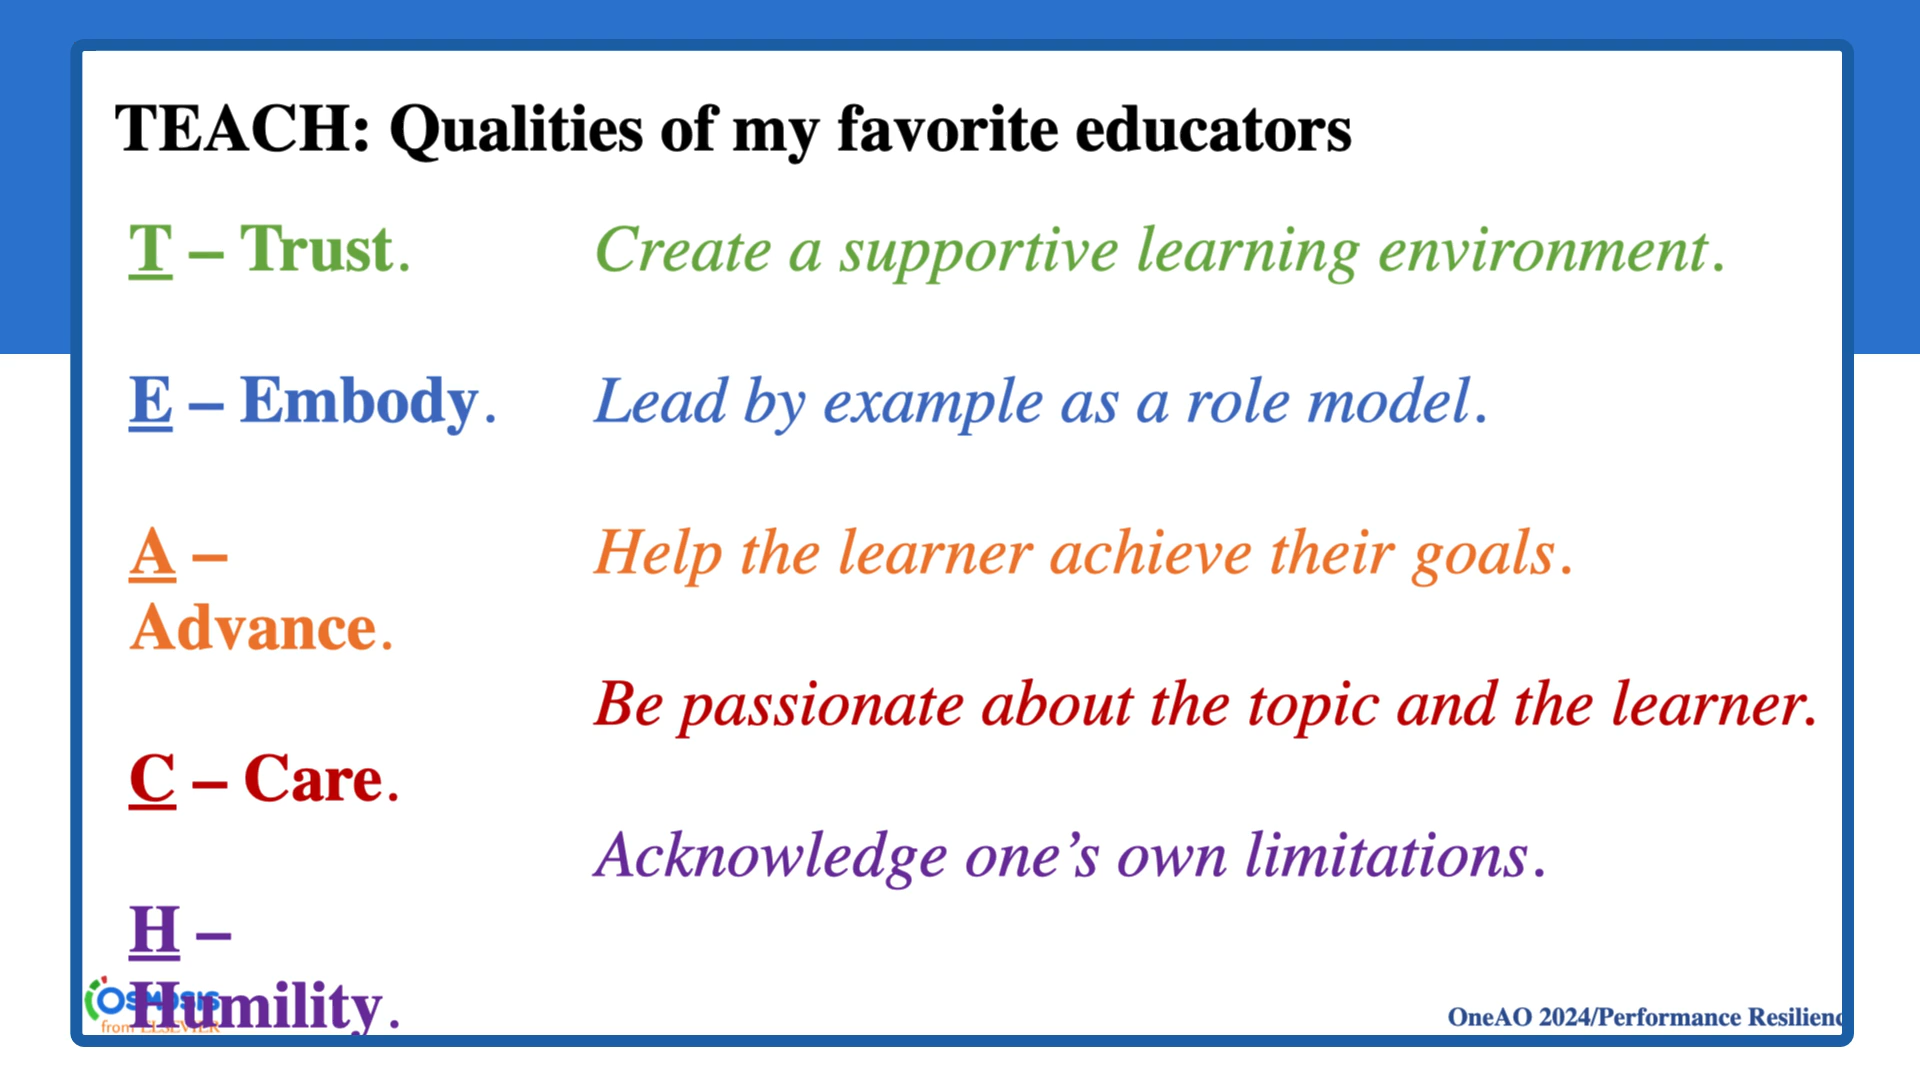 TEACH: Qualities of my favorite educators
T – Trust.
Create a supportive learning environment.
E – Embody.
Lead by example as a role model.
A –
Advance.
Help the learner achieve their goals.
Be passionate about the topic and the learner.
C – Care.
Acknowledge one’s own limitations.
H –
Humility.
OSMOSIS
from ELSEVIER
OneAO 2024/Performance Resilienc